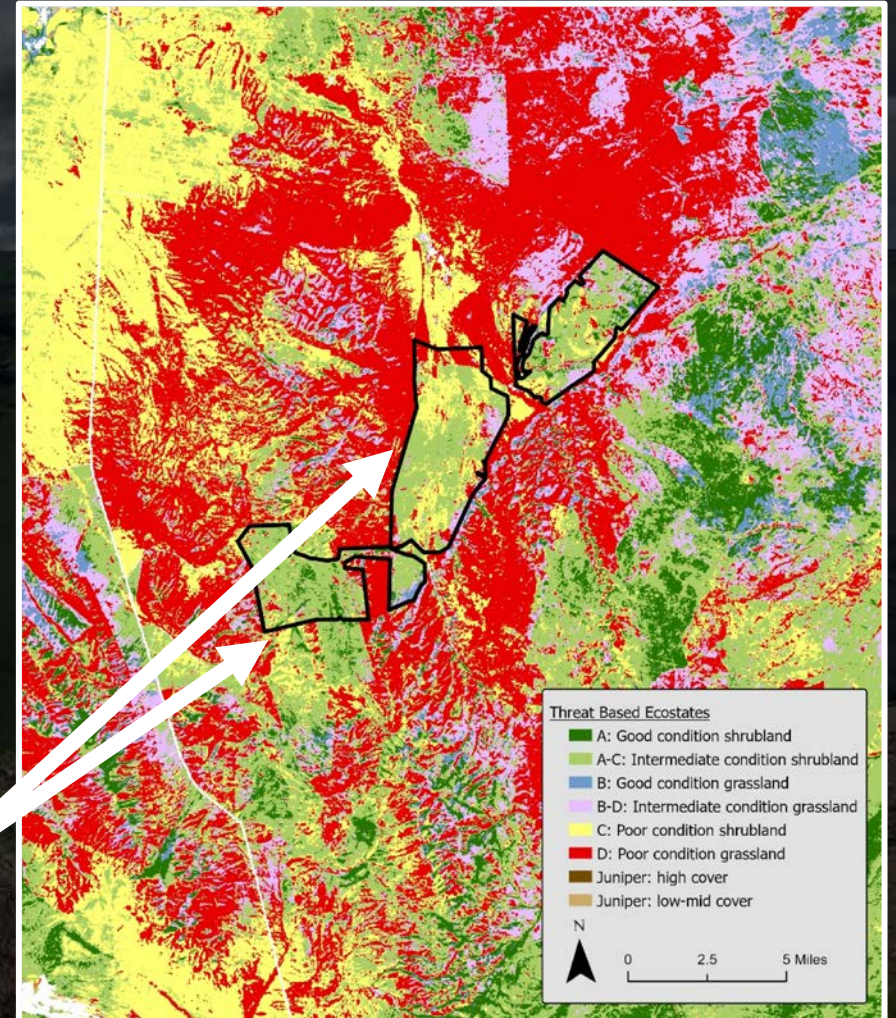 Threat Based Ecostates
A: Good condition shrubland
A-C: Intermediate condition shrubland
B: Good condition grassland
B-D: Intermediate condition grassland
C: Poor condition shrubland
D: Poor condition grassland
Juniper: high cover
Juniper: low-mid cover
N
0 2.5 5 Miles